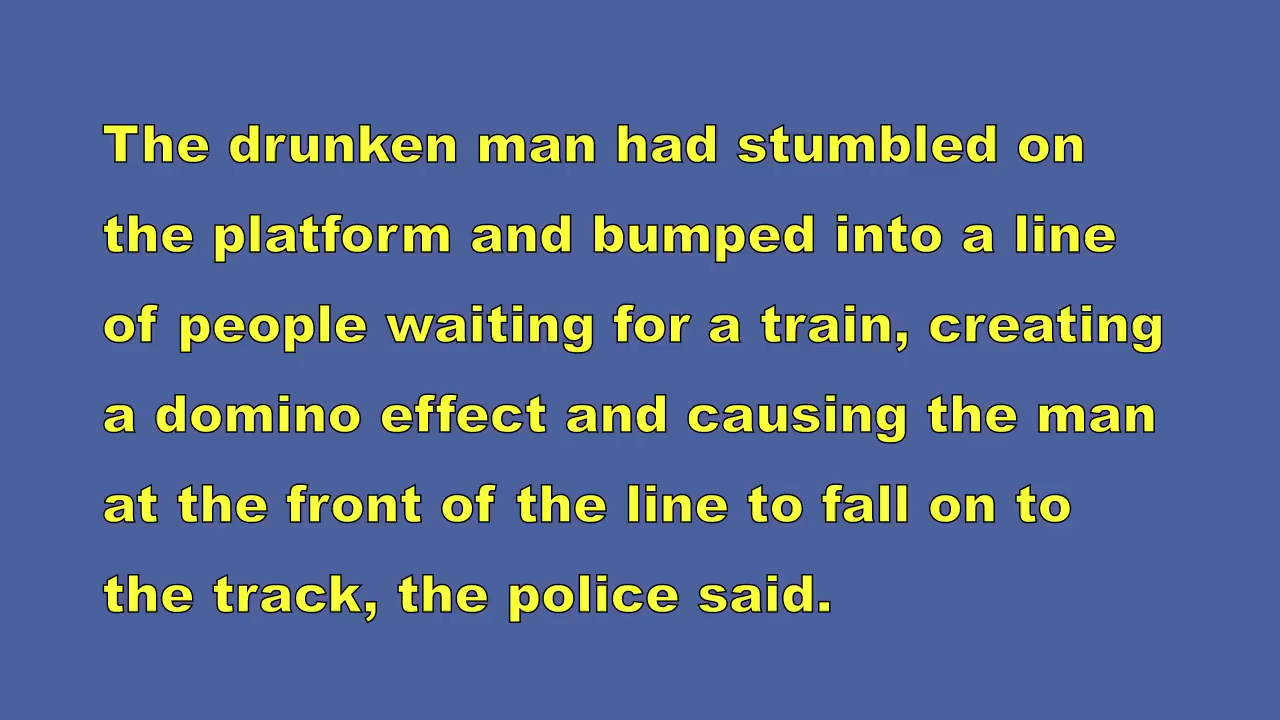 The drunken man had stumbled on
the platform and bumped into a line
of people waiting for a train, creating
a domino effect and causing the man
at the front of the line to fall on to
the track, the police said.